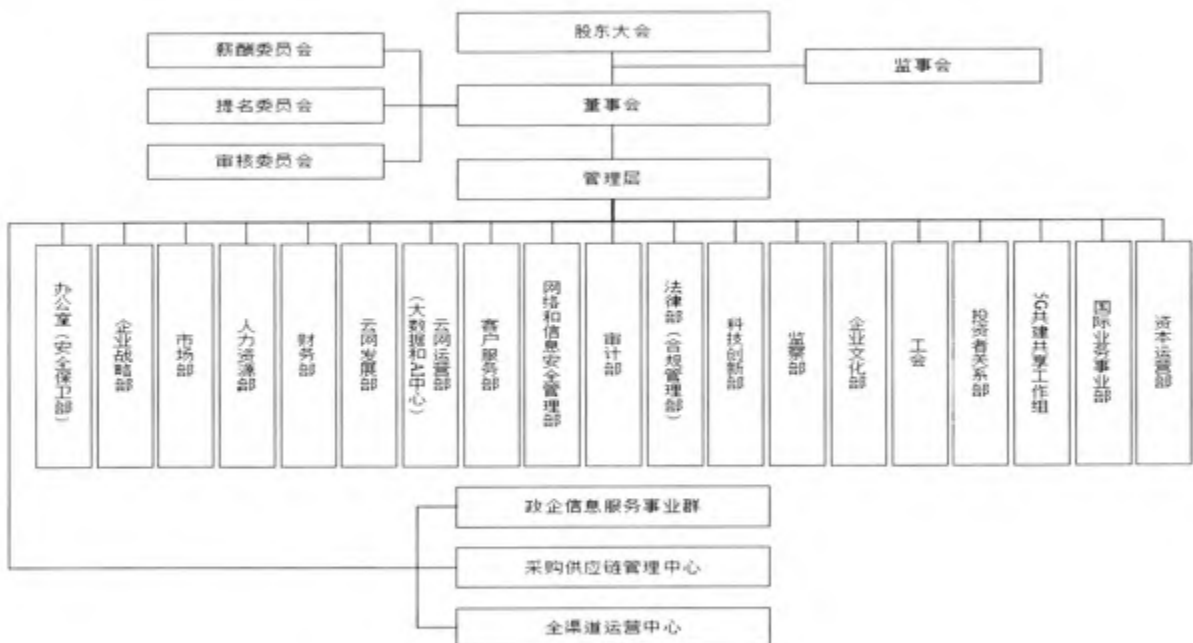 股东大会
薪酬委员会
监事会
提名委员会
董事会
审核委员会
管理层
办公室（安全保卫部）
企业战略部
市场部
人力资源部
财务部
云网发展部
云网运营部
（大数据和AI中心）
客户服务部
网络和信息安全管理部
审计部
法律部（合规管理部）
科技创新部
监察部
企业文化部
工会
投资者关系部
5G共建共享工作组
国际业务事业部
资本运营部
政企信息服务事业群
采购供应链管理中心
全渠道运营中心